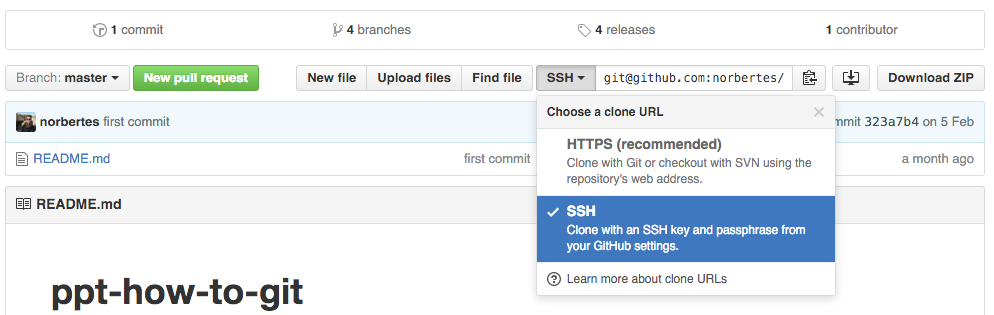 1 commit 4 branches 4 releases 1 contributor
Branch: master New pull request New file Upload files Find file SSH git@github.com:norbertes/ Download ZIP
Choose a clone URL
norbertes first commit 323a7b4 on 5 Feb
HTTPS (recommended)
Clone with Git or checkout with SVN using the
repository's web address.
README.md first commit a month ago
README.md
SSH
Clone with an SSH key and passphrase from
your GitHub settings.
Learn more about clone URLs
ppt-how-to-git